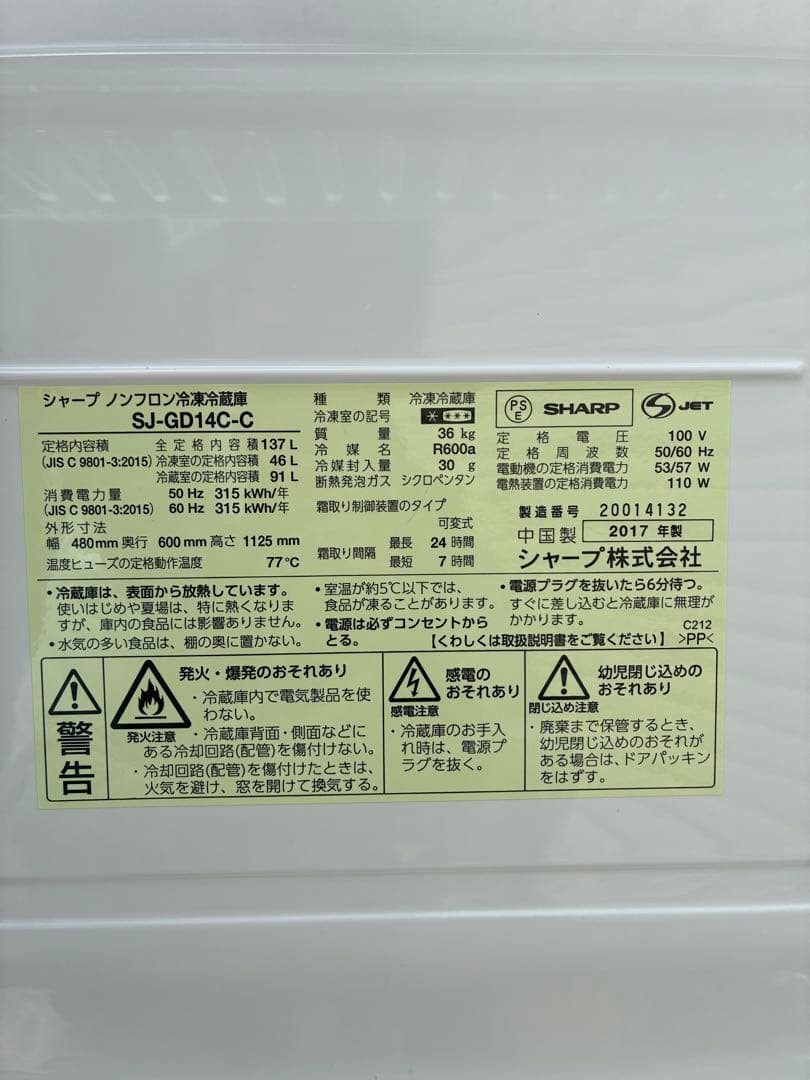 シャープ ノンフロン冷凍冷蔵庫
SJ-GD14C-C
定格内容積 全定格内容積 137 L
(JIS C 9801-3:2015) 冷凍室の定格内容積 46 L
冷蔵室の定格内容積 91 L
消費電力量 50 Hz 315 kWh/年
(JIS C 9801-3:2015) 60 Hz 315 kWh/年
外形寸法
幅 480mm 奥行 600 mm 高さ 1125 mm
温度ヒューズの定格動作温度 77℃
種類 冷凍冷蔵庫
冷凍室の記号
質量 36 kg
冷媒名 R600a
冷媒封入量 30 g
断熱発泡ガス シクロペンタン
霜取り制御装置のタイプ
可変式
霜取り間隔 最長 24 時間
最短 7 時間
PS E SHARP JET
定格電圧 100 V
定格周波数 50/60 Hz
電動機の定格消費電力 53/57 W
電熱装置の定格消費電力 110 W
製造番号 20014132
中国製 2017 年製
シャープ株式会社
・冷蔵庫は、表面から放熱しています。
使いはじめや夏場は、特に熱くなりま
すが、庫内の食品には影響ありません。
・水気の多い食品は、棚の奥に置かない。
・室温が約5℃以下では、
食品が凍ることがあります。
・電源は必ずコンセントから
とる。
・電源プラグを抜いたら6分待つ。
すぐに差し込むと冷蔵庫に無理が
かかります。
C212
【くわしくは取扱説明書をご覧ください】 >PP<
警告
発火・爆発のおそれあり
発火注意
・冷蔵庫内で電気製品を使
わない。
・冷蔵庫背面・側面などに
ある冷却回路(配管)を傷付けない。
・冷却回路(配管)を傷付けたときは、
火気を避け、窓を開けて換気する。
感電の
おそれあり
感電注意
・冷蔵庫のお手入
れ時は、電源プ
ラグを抜く。
幼児閉じ込めの
おそれあり
閉じ込め注意
・廃棄まで保管するとき、
幼児閉じ込めのおそれが
ある場合は、ドアパッキン
をはずす。